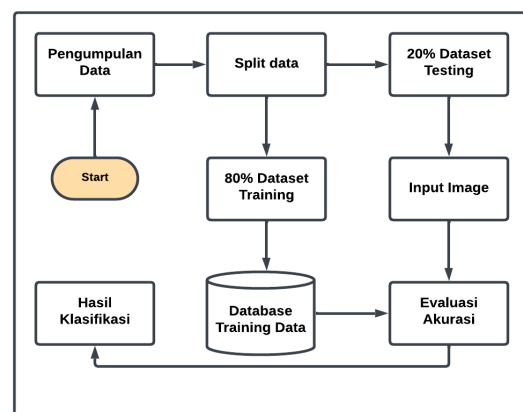 Pengumpulan
Data
Split data
20% Dataset
Testing
Start
80% Dataset
Training
Input Image
Hasil
Klasifikasi
Database
Training Data
Evaluasi
Akurasi